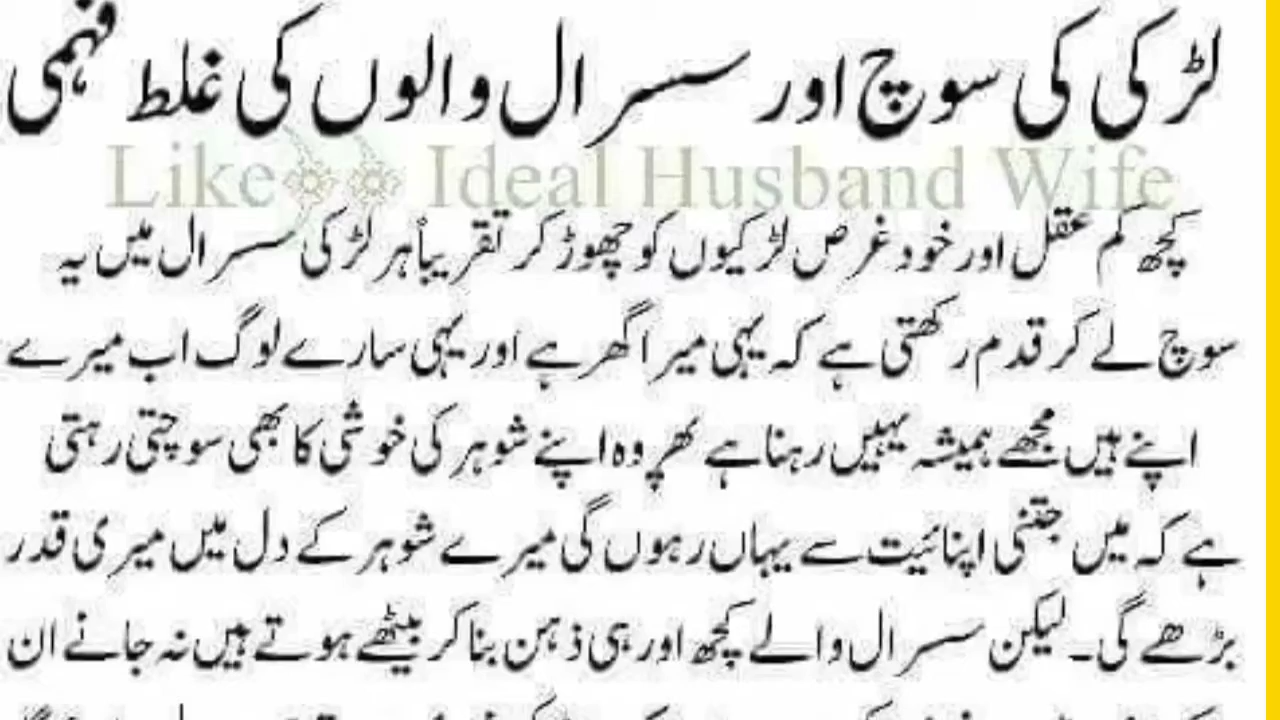 لڑکی کی سوچ اور سسرال والوں کی غلط فہمی
Like Ideal Husband Wife
کچھ کم عقل اور خود غرض لڑکیوں کو چھوڑ کر تقریباً ہر لڑکی سسرال میں یہ
سوچ لے کر قدم رکھتی ہے کہ یہی میرا گھر ہے اور یہی سارے لوگ اب میرے
اپنے ہیں مجھے ہمیشہ یہیں رہنا ہے پھر وہ اپنے شوہر کی خوشی کا بھی سوچتی رہتی
ہے کہ میں جتنی اپنائیت سے یہاں رہوں گی میرے شوہر کے دل میں میری قدر
بڑھے گی۔ لیکن سسرال والے کچھ اور ہی ذہن بنا کر بیٹھے ہوتے ہیں نہ جانے ان